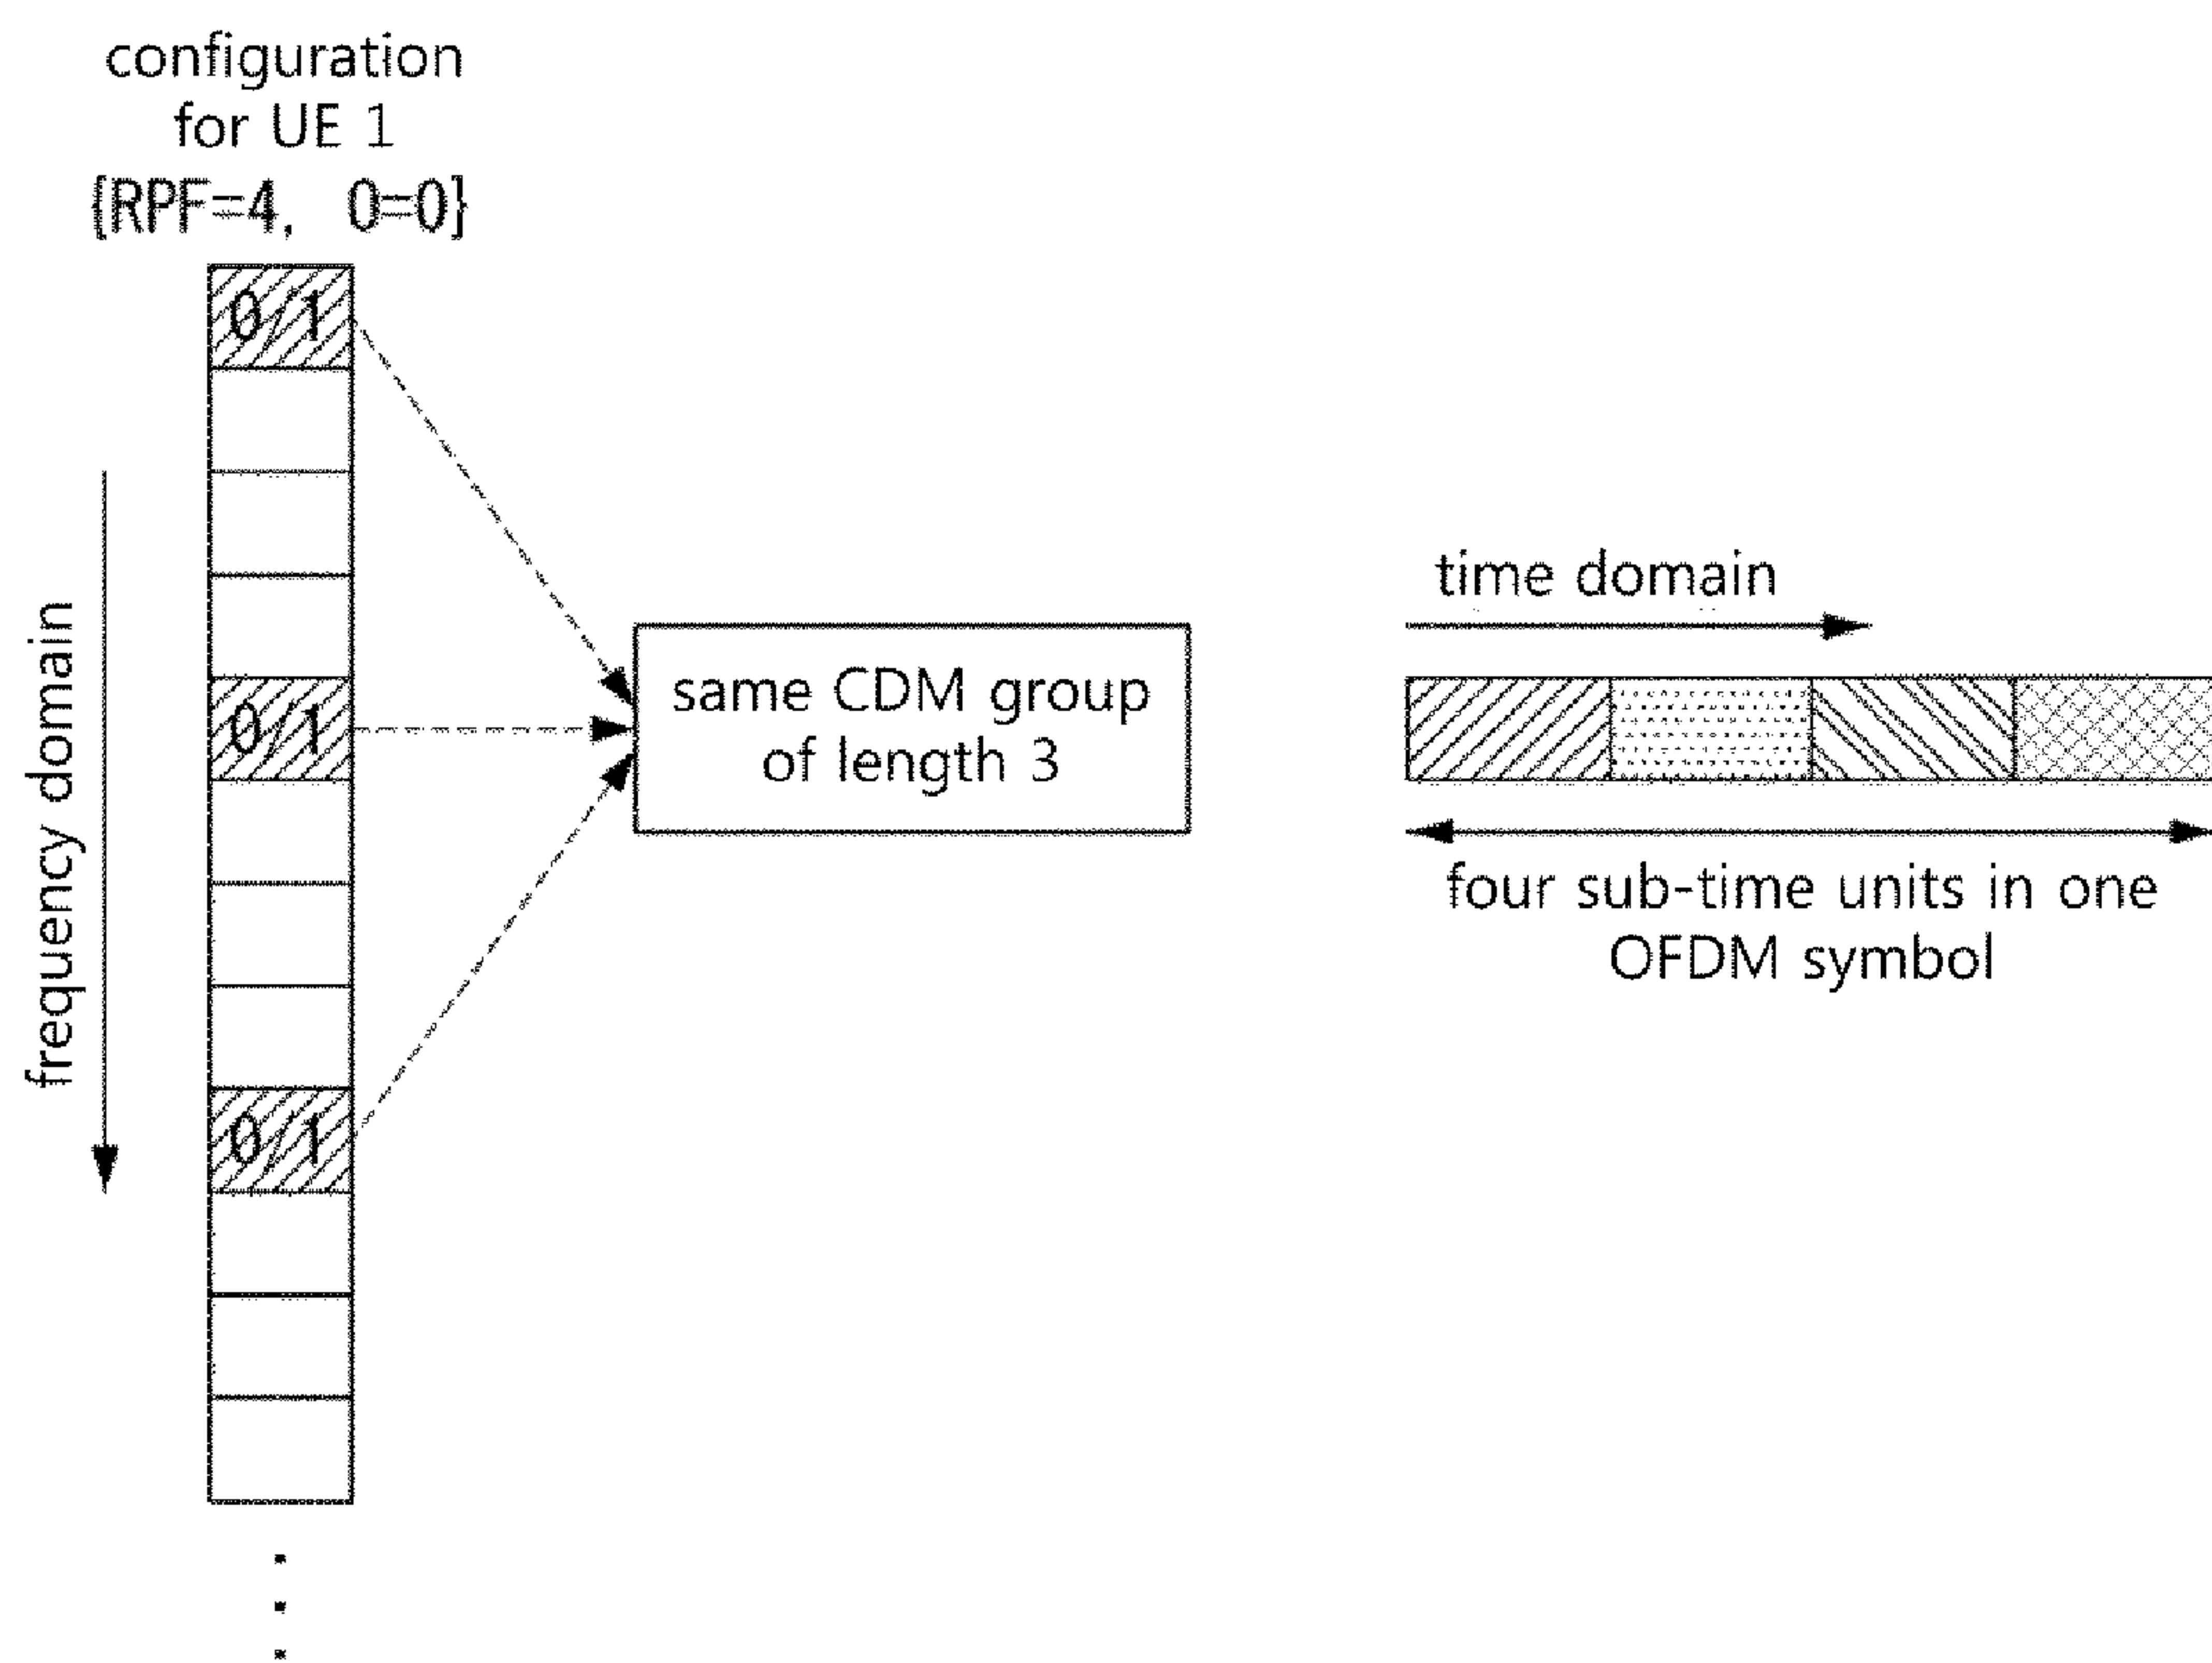 configuration
for UE 1
{RPF=4, 0=0}
0/1
0/1
0/1
frequency domain
same CDM group
of length 3
time domain
four sub-time units in one
OFDM symbol